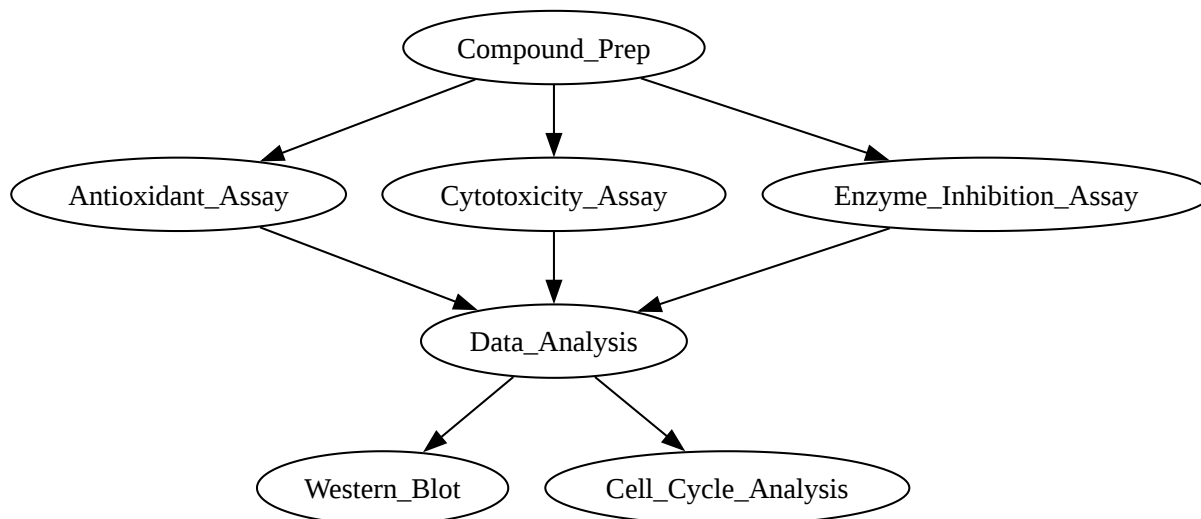 Compound_Prep
Antioxidant_Assay
Cytotoxicity_Assay
Enzyme_Inhibition_Assay
Data_Analysis
Western_Blot
Cell_Cycle_Analysis